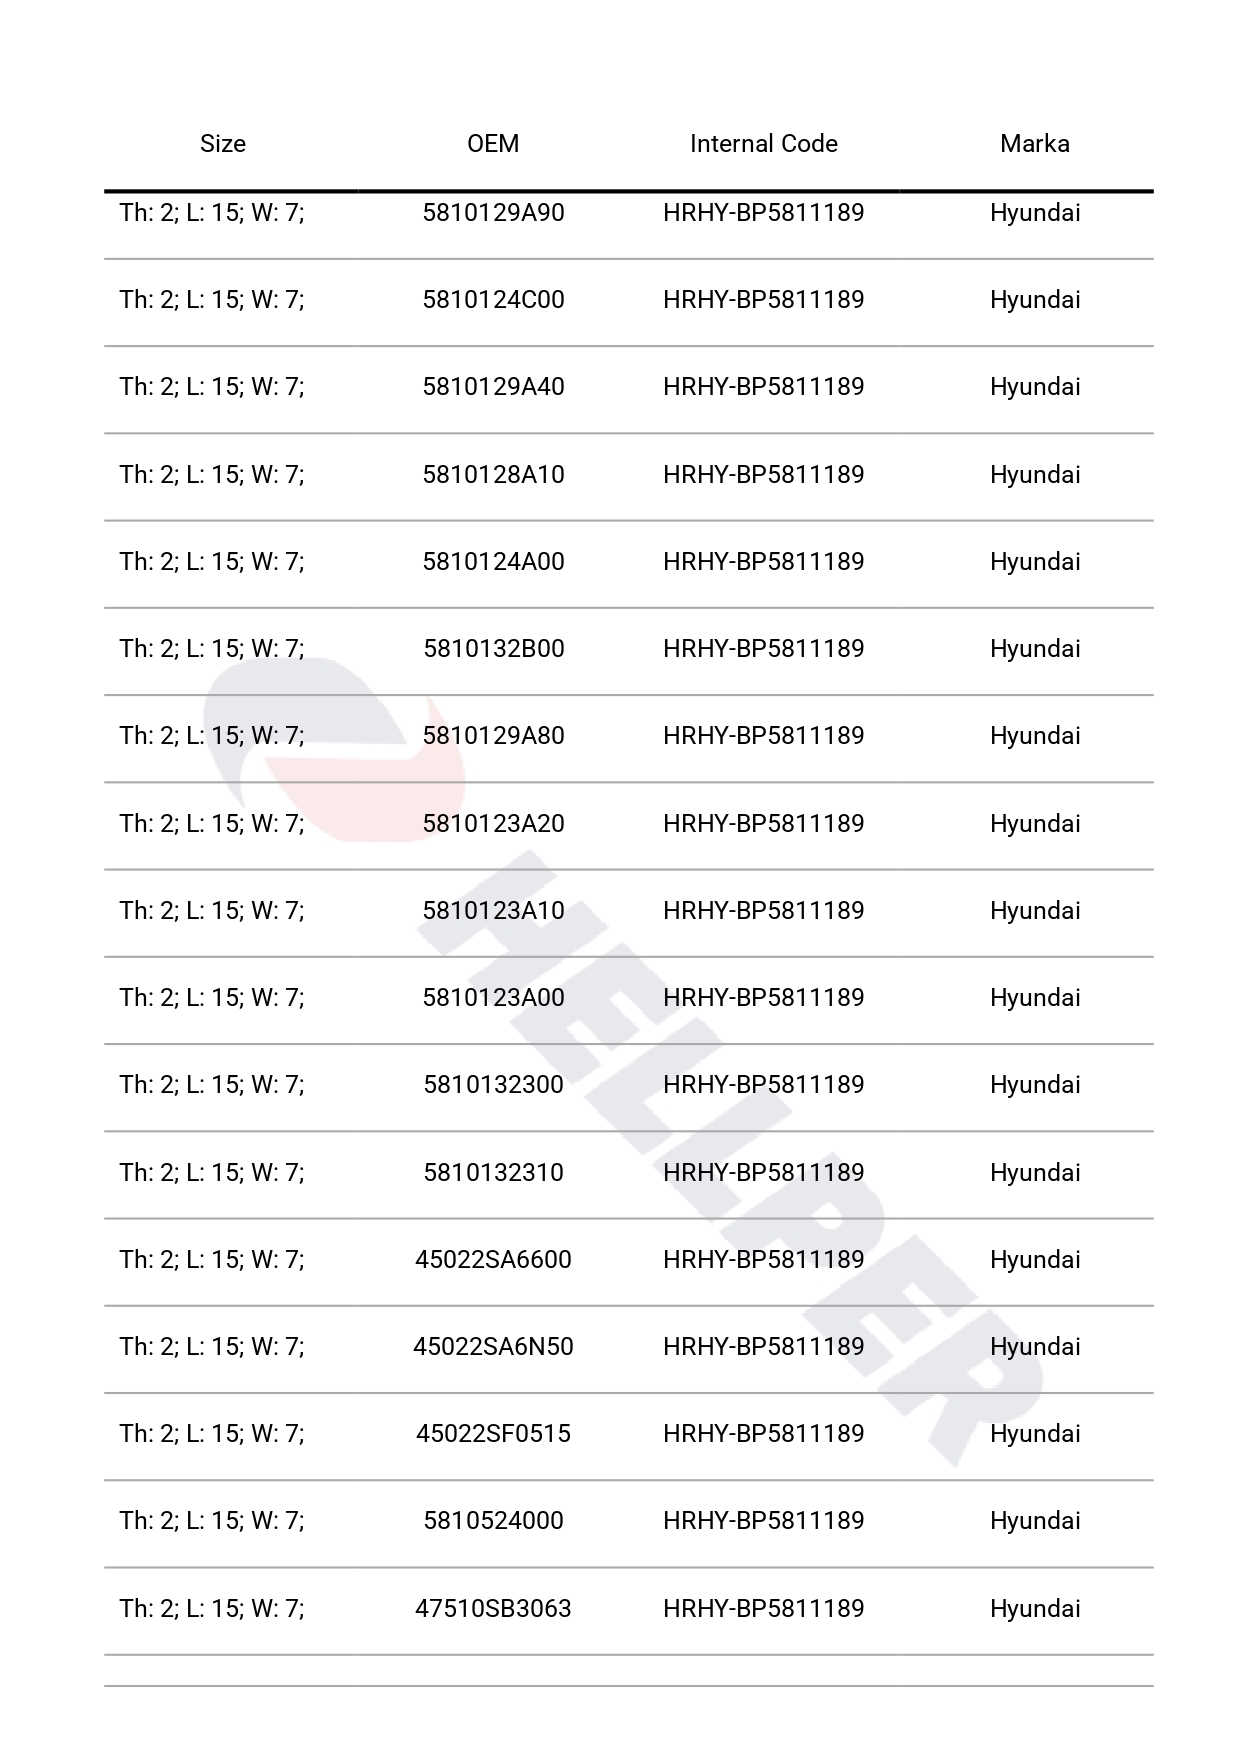 Size OEM Internal Code Marka
Th: 2; L: 15; W: 7; 5810129A90 HRHY-BP5811189 Hyundai
Th: 2; L: 15; W: 7; 5810124C00 HRHY-BP5811189 Hyundai
Th: 2; L: 15; W: 7; 5810129A40 HRHY-BP5811189 Hyundai
Th: 2; L: 15; W: 7; 5810128A10 HRHY-BP5811189 Hyundai
Th: 2; L: 15; W: 7; 5810124A00 HRHY-BP5811189 Hyundai
Th: 2; L: 15; W: 7; 5810132B00 HRHY-BP5811189 Hyundai
Th: 2; L: 15; W: 7; 5810129A80 HRHY-BP5811189 Hyundai
Th: 2; L: 15; W: 7; 5810123A20 HRHY-BP5811189 Hyundai
Th: 2; L: 15; W: 7; 5810123A10 HRHY-BP5811189 Hyundai
Th: 2; L: 15; W: 7; 5810123A00 HRHY-BP5811189 Hyundai
Th: 2; L: 15; W: 7; 5810132300 HRHY-BP5811189 Hyundai
Th: 2; L: 15; W: 7; 5810132310 HRHY-BP5811189 Hyundai
Th: 2; L: 15; W: 7; 45022SA6600 HRHY-BP5811189 Hyundai
Th: 2; L: 15; W: 7; 45022SA6N50 HRHY-BP5811189 Hyundai
Th: 2; L: 15; W: 7; 45022SF0515 HRHY-BP5811189 Hyundai
Th: 2; L: 15; W: 7; 5810524000 HRHY-BP5811189 Hyundai
Th: 2; L: 15; W: 7; 47510SB3063 HRHY-BP5811189 Hyundai
HELLPER